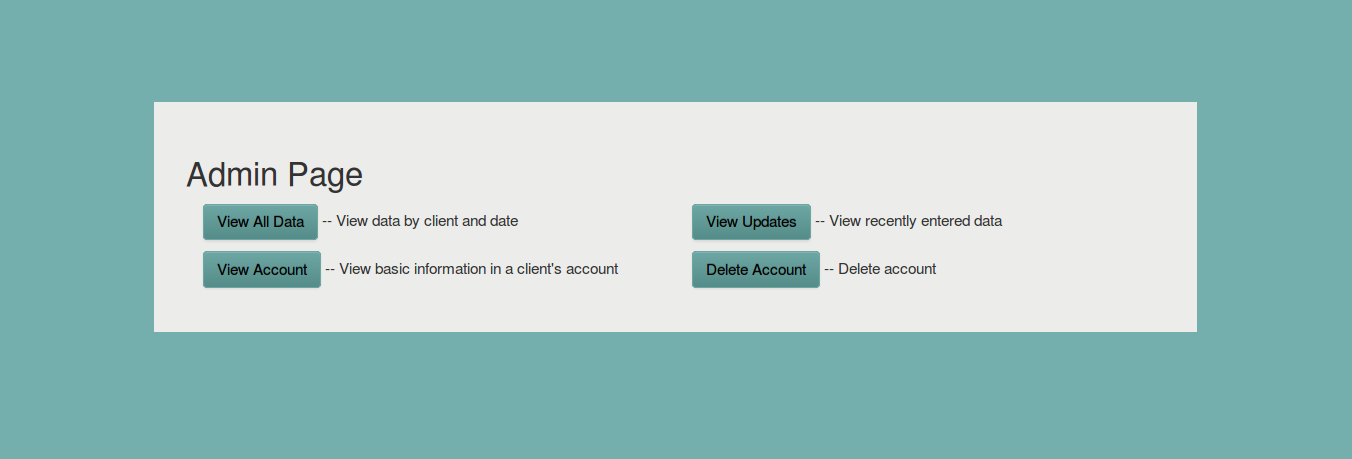 Admin Page
View All Data -- View data by client and date
View Updates -- View recently entered data
View Account -- View basic information in a client's account
Delete Account -- Delete account